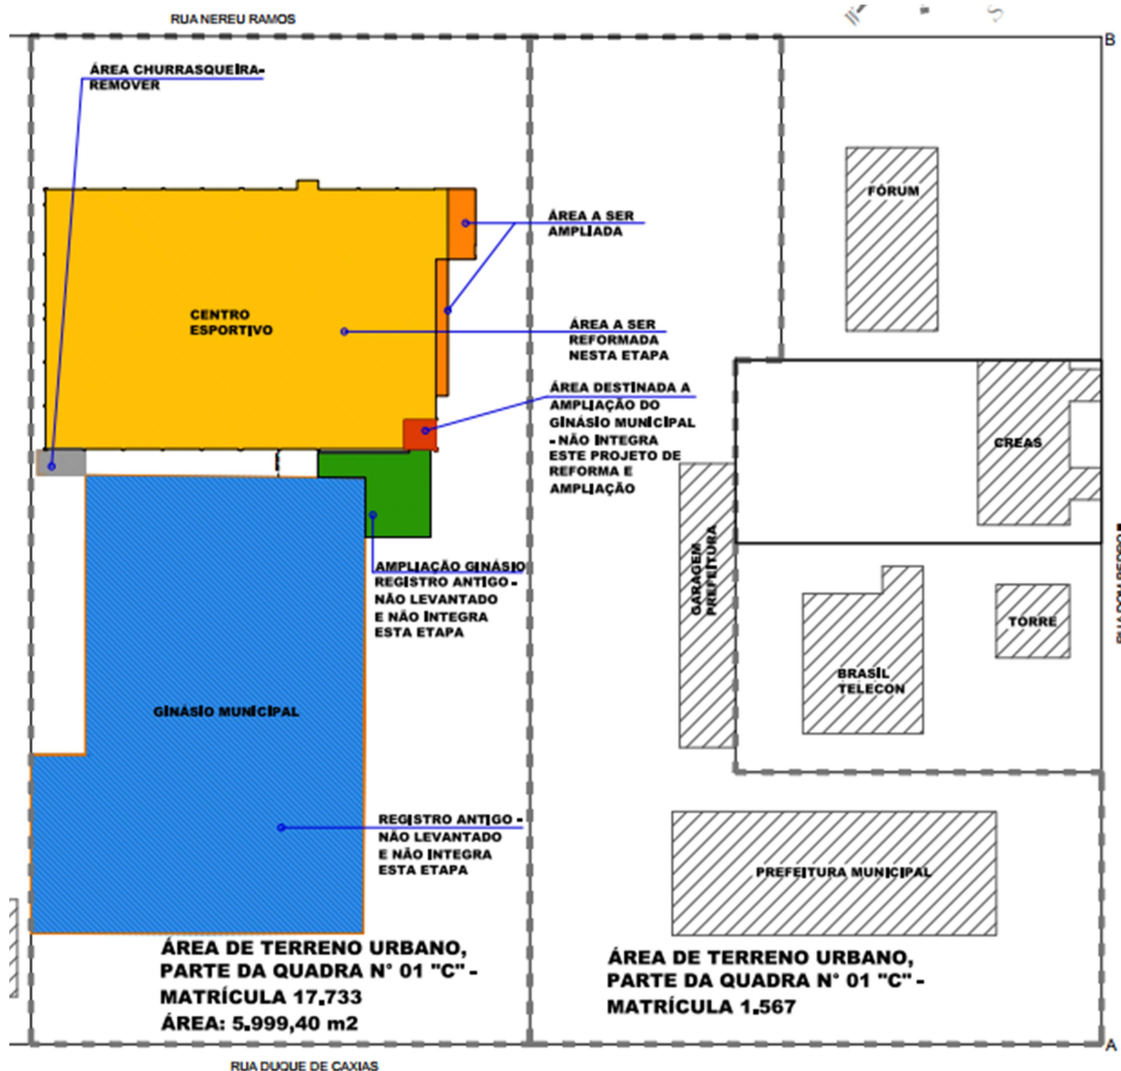 RUA NEREU RAMOS
B
ÁREA CHURRASQUEIRA-
REMOVER
FÓRUM
ÁREA A SER
AMPLIADA
CENTRO
ESPORTIVO
ÁREA A SER
REFORMADA
NESTA ETAPA
ÁREA DESTINADA A
AMPLIAÇÃO DO
GINÁSIO MUNICIPAL
- NÃO INTEGRA
ESTE PROJETO DE
REFORMA E
AMPLIAÇÃO
CREAS
GARAGEM
PREFEITURA
AMPLIAÇÃO GINÁSIO
REGISTRO ANTIGO -
NÃO LEVANTADO
E NÃO INTEGRA
ESTA ETAPA
TORRE
BRASIL
TELECON
GINÁSIO MUNICIPAL
REGISTRO ANTIGO -
NÃO LEVANTADO
E NÃO INTEGRA
ESTA ETAPA
PREFEITURA MUNICIPAL
ÁREA DE TERRENO URBANO,
PARTE DA QUADRA N° 01 "C" -
MATRÍCULA 17.733
ÁREA: 5.999,40 m2
ÁREA DE TERRENO URBANO,
PARTE DA QUADRA N° 01 "C" -
MATRÍCULA 1.567
A
RUA DUQUE DE CAXIAS